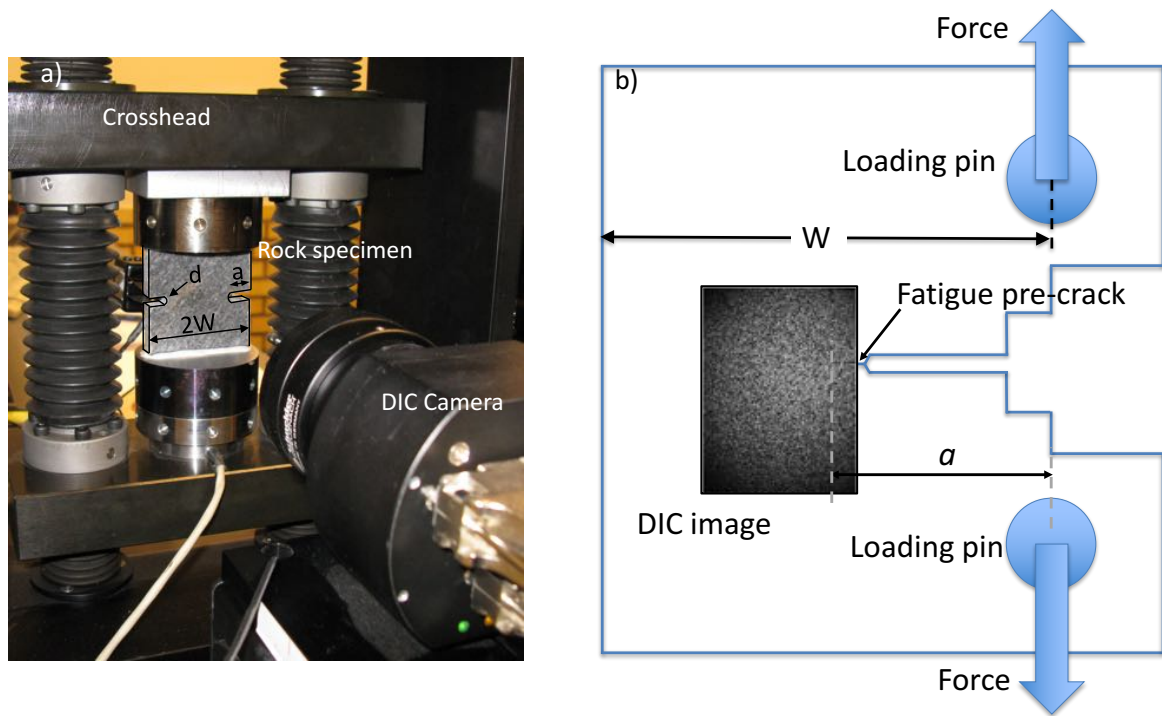 a)
Crosshead
Rock specimen
d
a
2W
DIC Camera
b)
Force
Loading pin
W
Fatigue pre-crack
a
DIC image
Loading pin
Force